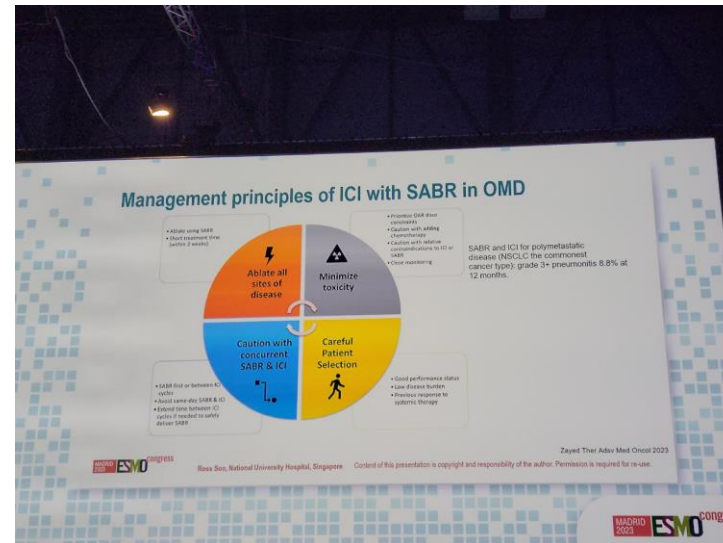 Management principles of ICI with SABR in OMD
• Ablate using SABR
• Short treatment time
(within 2 weeks)
• Prioritize OAR dose
constraints
• Caution with adding
chemotherapy
• Caution with relative
contraindications to ICI or
SABR
• Close monitoring
Ablate all
sites of
disease
Minimize
toxicity
SABR and ICI for polymetastatic
disease (NSCLC the commonest
cancer type): grade 3+ pneumonitis 8.8% at
12 months.
Caution with
concurrent
SABR & ICI
Careful
Patient
Selection
• SABR first or between ICI
cycles
• Avoid same-day SABR & ICI
• Extend time between ICI
cycles if needed to safely
deliver SABR
• Good performance status
• Low disease burden
• Previous response to
systemic therapy
Zayed Ther Adav Med Oncol 2023
MADRID
2023
ESMO congress
Ross Soo, National University Hospital, Singapore
Content of this presentation is copyright and responsibility of the author. Permission is required for re-use.
MADRID
2023
ESMO cong